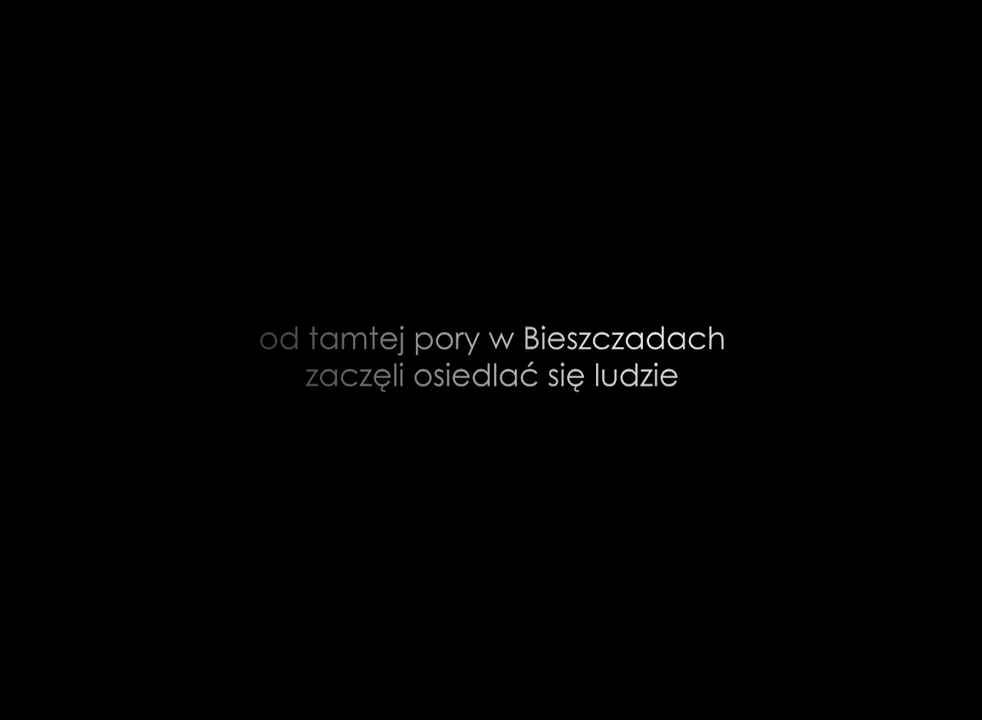 od tamtej pory w Bieszczadach
zaczęli osiedlać się ludzie